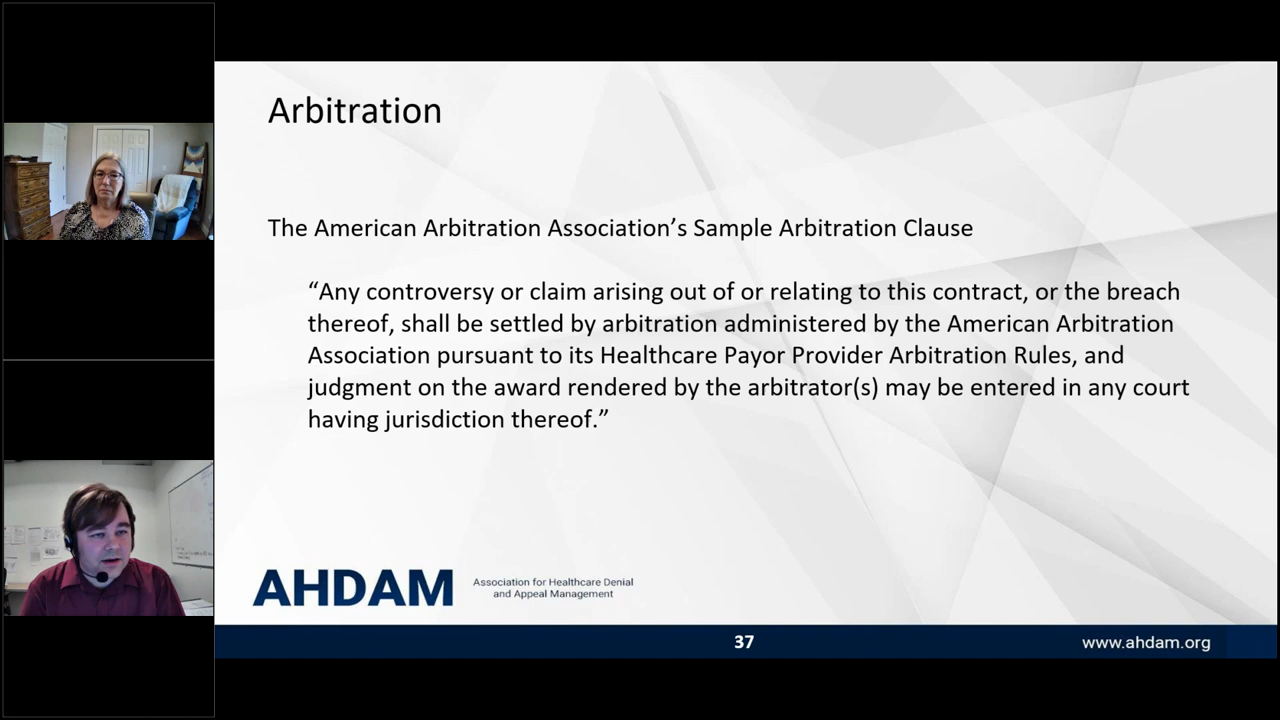 Arbitration
The American Arbitration Association’s Sample Arbitration Clause
“Any controversy or claim arising out of or relating to this contract, or the breach
thereof, shall be settled by arbitration administered by the American Arbitration
Association pursuant to its Healthcare Payor Provider Arbitration Rules, and
judgment on the award rendered by the arbitrator(s) may be entered in any court
having jurisdiction thereof.”
AHDAM
Association for Healthcare Denial
and Appeal Management
37
www.ahdam.org